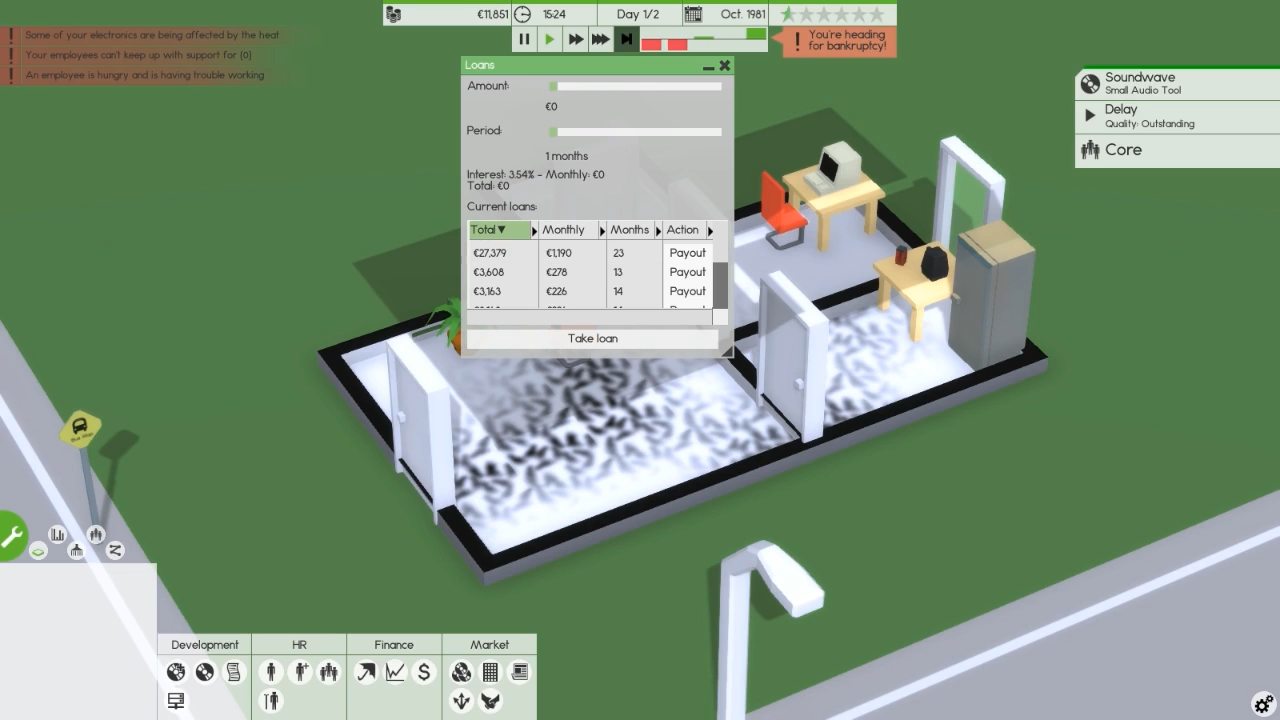 €11,851
15:24
Day 1/2
Oct. 1981
Some of your electronics are being affected by the heat
Your employees can't keep up with support for {0}
An employee is hungry and is having trouble working
You're heading
for bankruptcy!
Loans
Amount:
€0
Period:
1 months
Interest: 3.54% - Monthly: €0
Total: €0
Current loans:
Total ▼ Monthly Months Action
€27,379 €1,190 23 Payout
€3,608 €278 13 Payout
€3,163 €226 14 Payout
Take loan
Soundwave
Small Audio Tool
Delay
Quality: Outstanding
Core
Bus Stop
Development
HR
Finance
Market